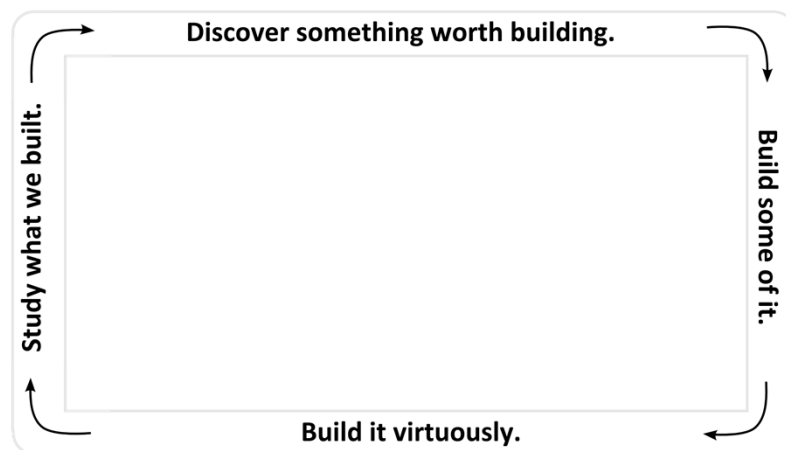 Discover something worth building.
Build some of it.
Build it virtuously.
Study what we built.